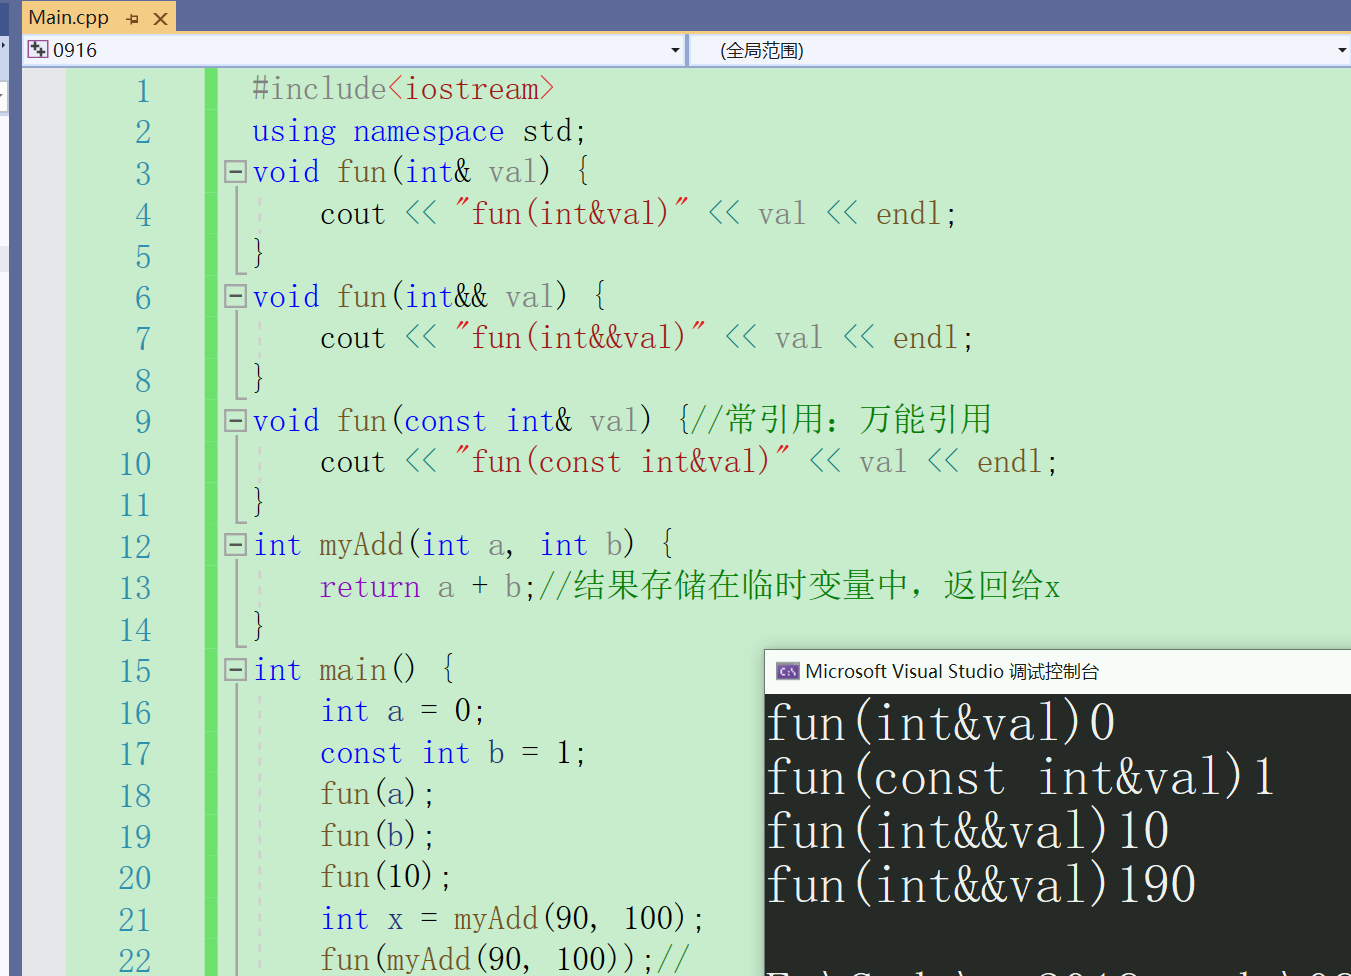 Main.cpp
0916
(全局范围)
1 #include<iostream>
2 using namespace std;
3 void fun(int& val) {
4 cout << "fun(int&val)" << val << endl;
5 }
6 void fun(int&& val) {
7 cout << "fun(int&&val)" << val << endl;
8 }
9 void fun(const int& val) {//常引用：万能引用
10 cout << "fun(const int&val)" << val << endl;
11 }
12 int myAdd(int a, int b) {
13 return a + b;//结果存储在临时变量中，返回给x
14 }
15 int main() {
16 int a = 0;
17 const int b = 1;
18 fun(a);
19 fun(b);
20 fun(10);
21 int x = myAdd(90, 100);
22 fun(myAdd(90, 100));//
Microsoft Visual Studio 调试控制台
fun(int&val)0
fun(const int&val)1
fun(int&&val)10
fun(int&&val)190